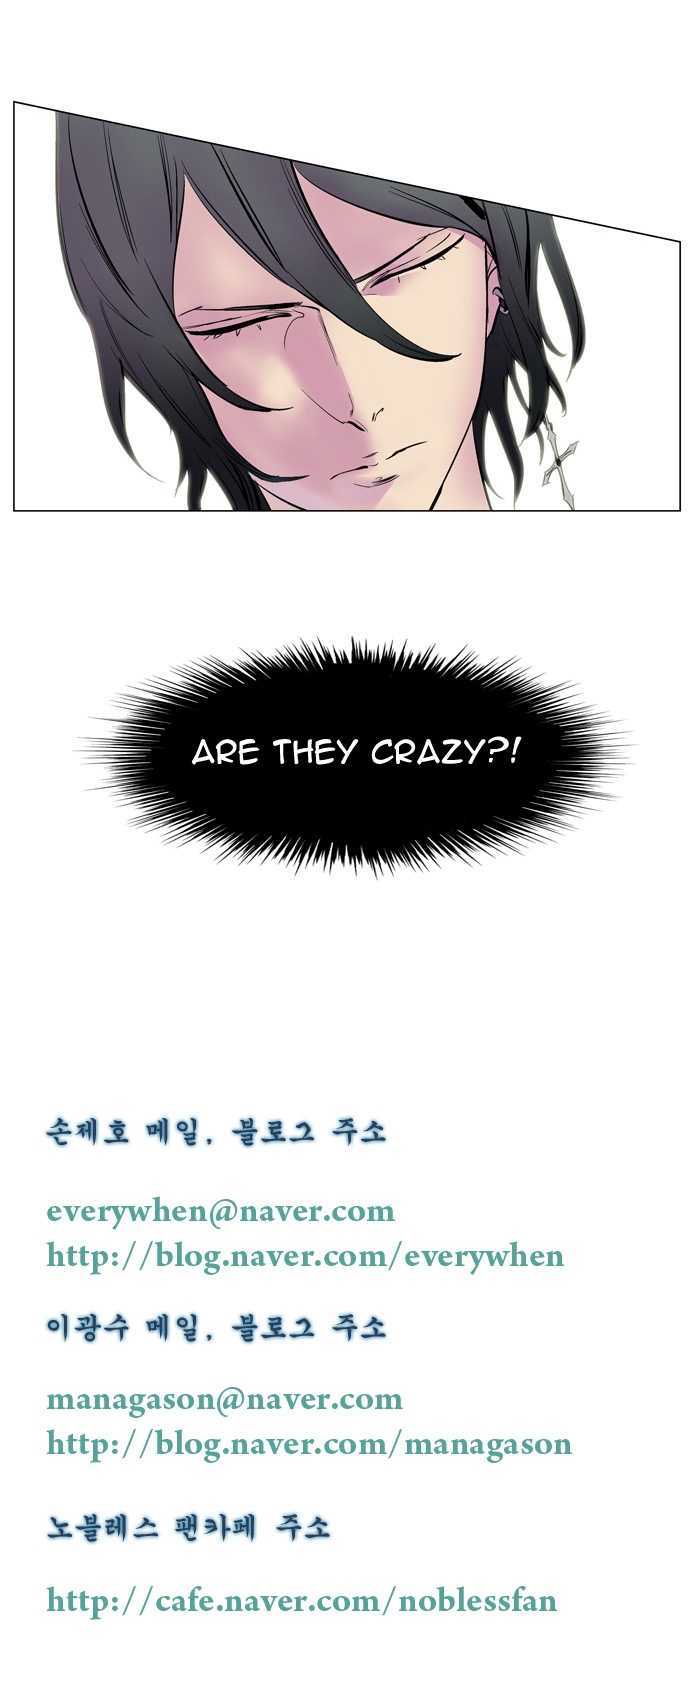 ARE THEY CRAZY?!
손제호 메일, 블로그 주소
everywhen@naver.com
http://blog.naver.com/everywhen
이광수 메일, 블로그 주소
managason@naver.com
http://blog.naver.com/managason
노블레스 팬카페 주소
http://cafe.naver.com/noblessfan